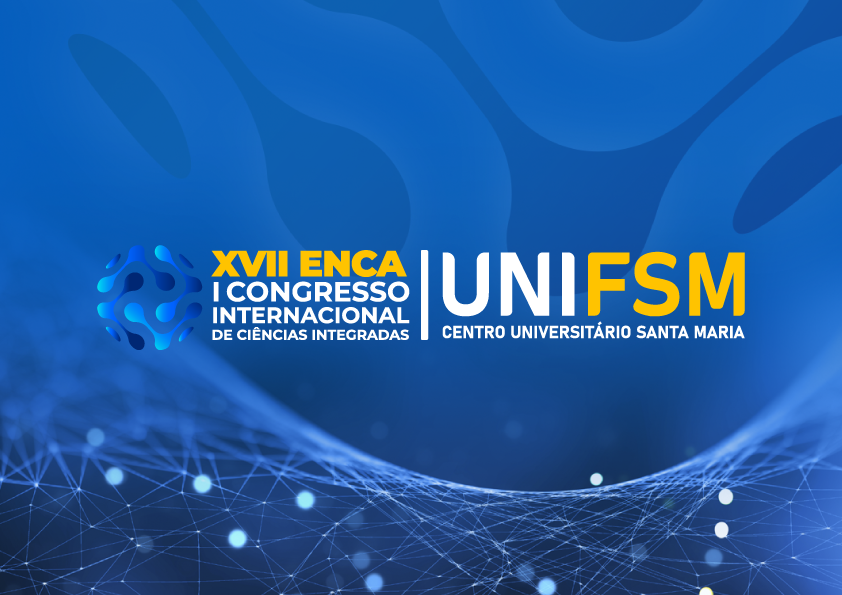 XVII ENCA
I CONGRESSO
INTERNACIONAL
DE CIÊNCIAS INTEGRADAS
UNIFSM
CENTRO UNIVERSITÁRIO SANTA MARIA